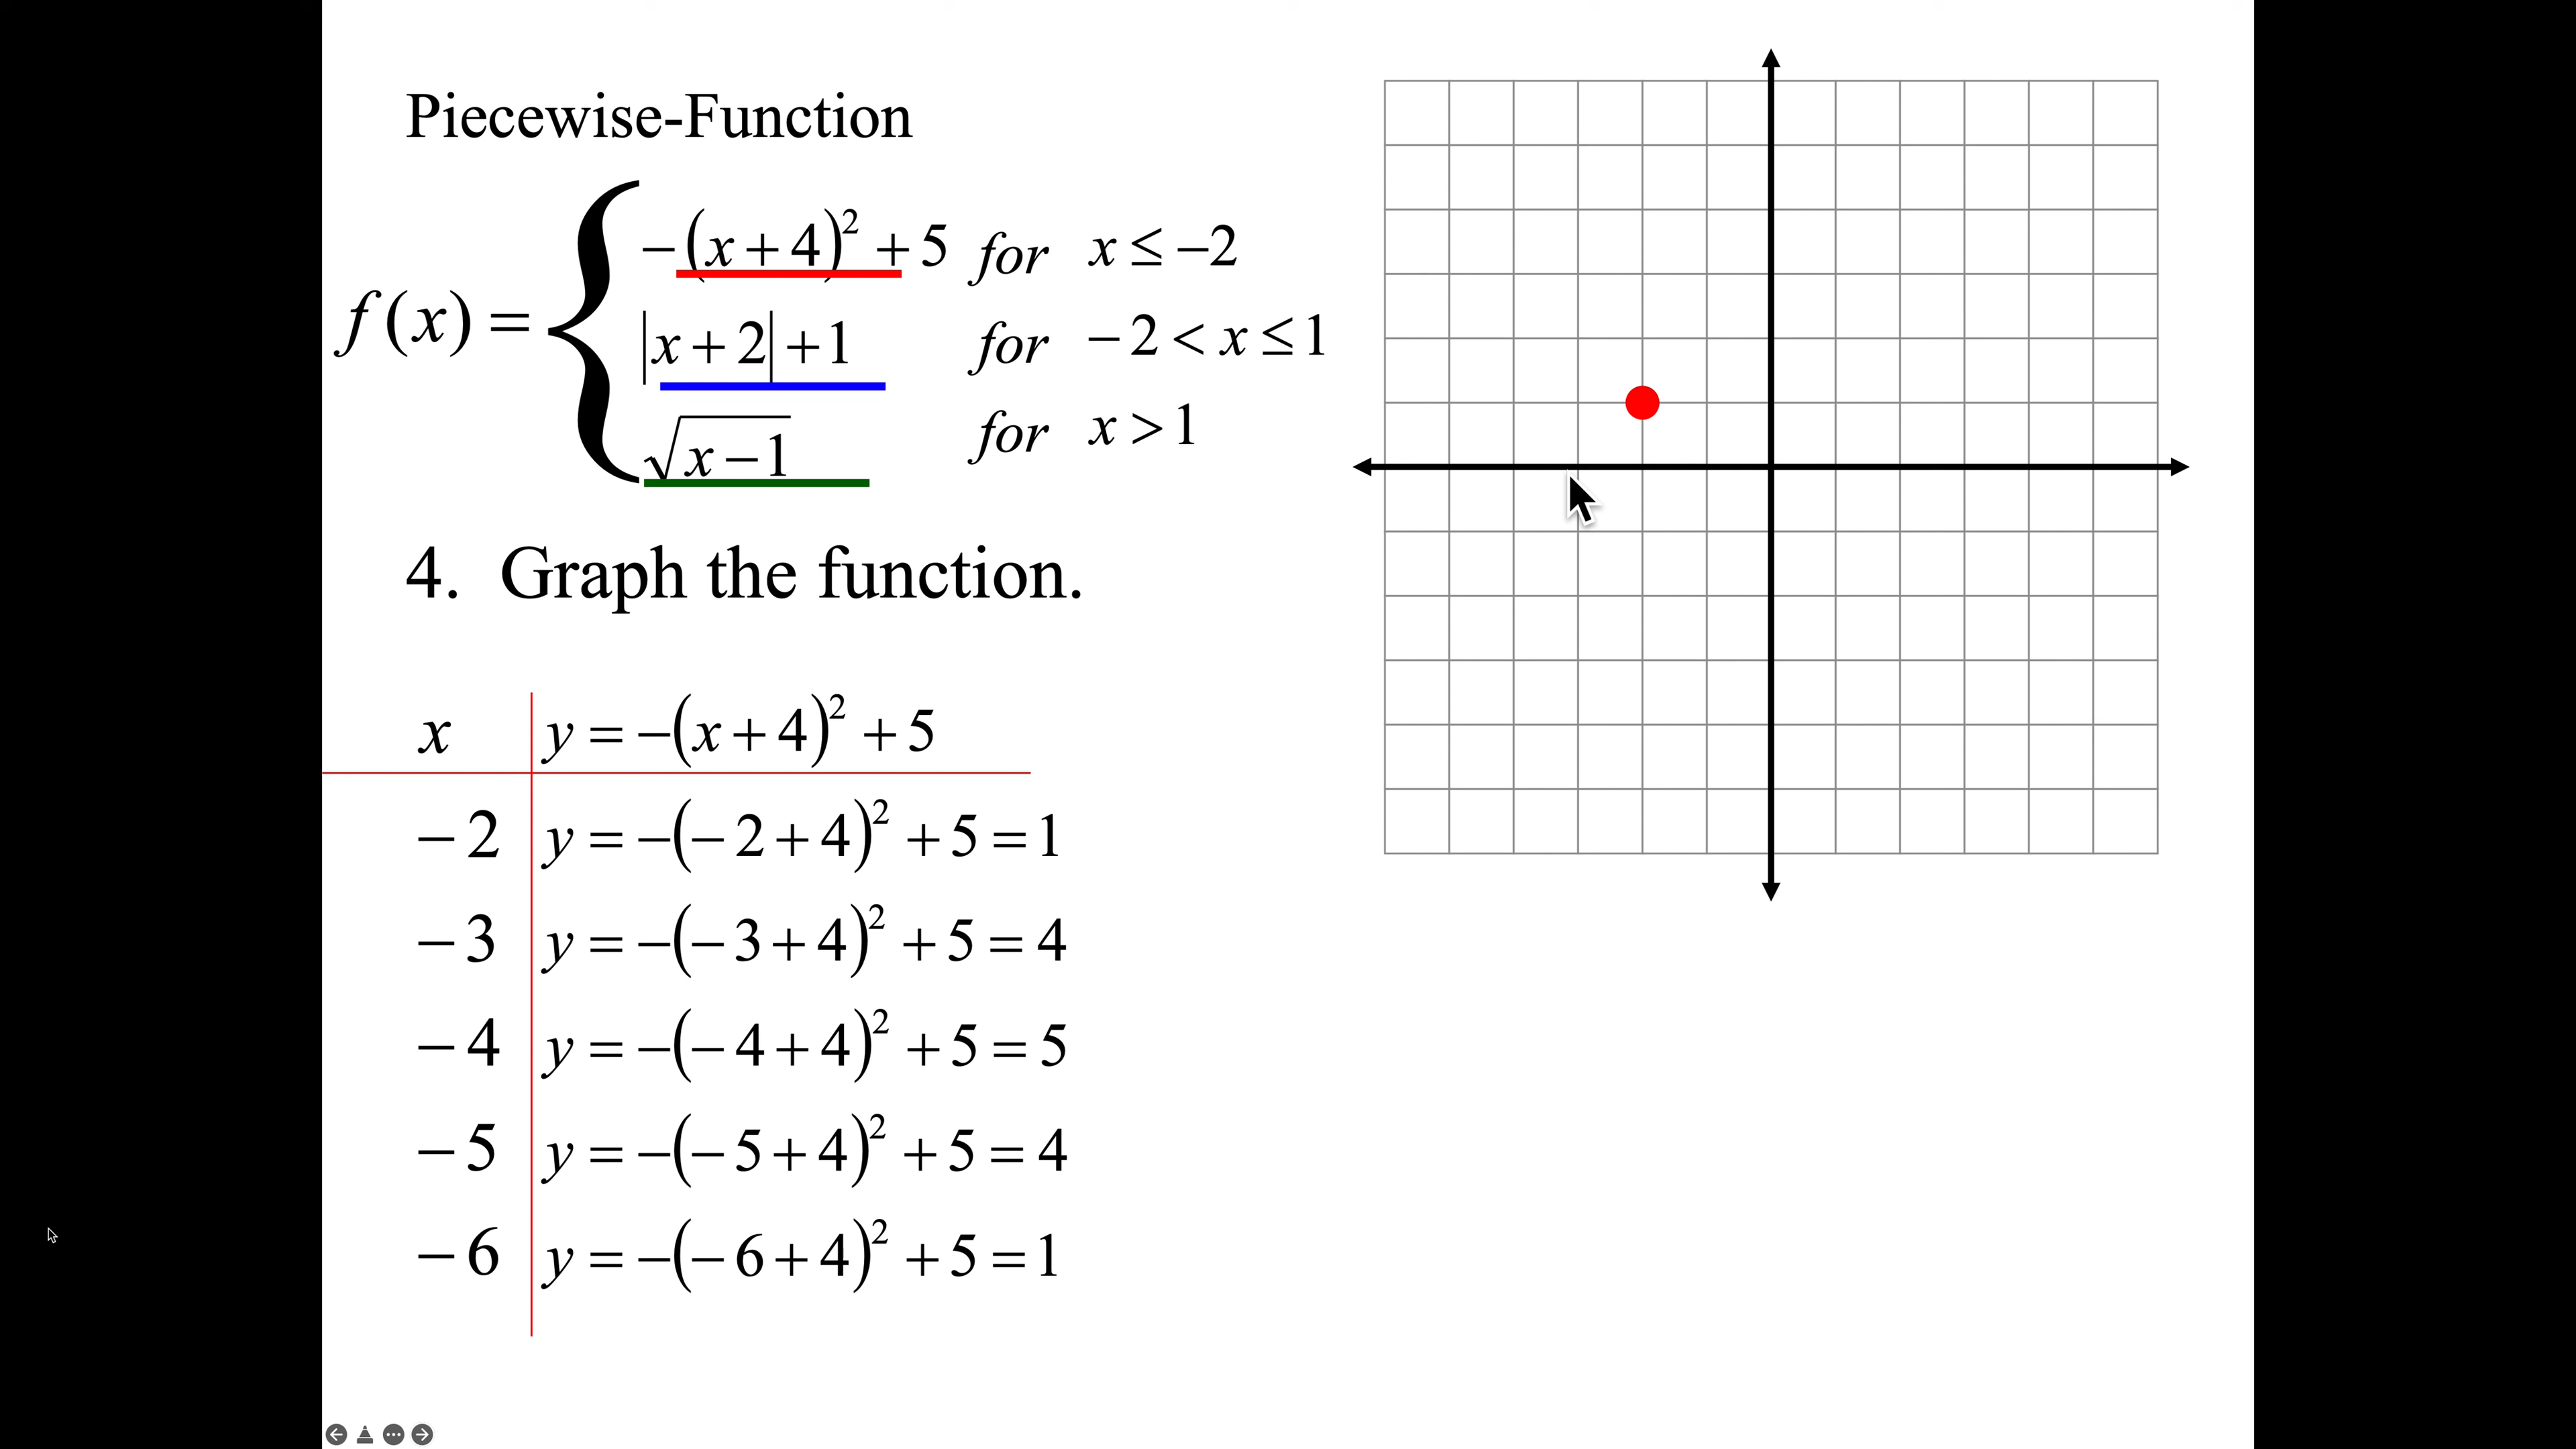 Piecewise-Function
f(x) = { −(x + 4)² + 5 for x ≤ −2
|x + 2| + 1 for −2 < x ≤ 1
√(x − 1) for x > 1
4. Graph the function.
x y = −(x + 4)² + 5
−2 y = −(−2 + 4)² + 5 = 1
−3 y = −(−3 + 4)² + 5 = 4
−4 y = −(−4 + 4)² + 5 = 5
−5 y = −(−5 + 4)² + 5 = 4
−6 y = −(−6 + 4)² + 5 = 1